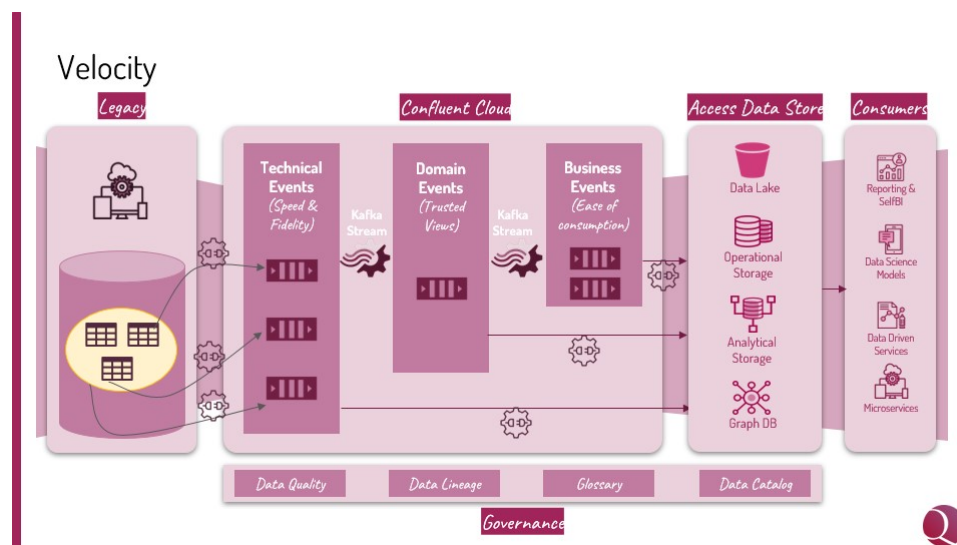 Velocity
Legacy
Confluent Cloud
Access Data Store
Consumers
Technical
Events
(Speed &
Fidelity)
Kafka
Stream
Domain
Events
(Trusted
Views)
Kafka
Stream
Business
Events
(Ease of
consumption)
Data Lake
Operational
Storage
Analytical
Storage
Graph DB
Reporting &
SelfBI
Data Science
Models
Data Driven
Services
Microservices
Data Quality
Data Lineage
Glossary
Data Catalog
Governance
Q